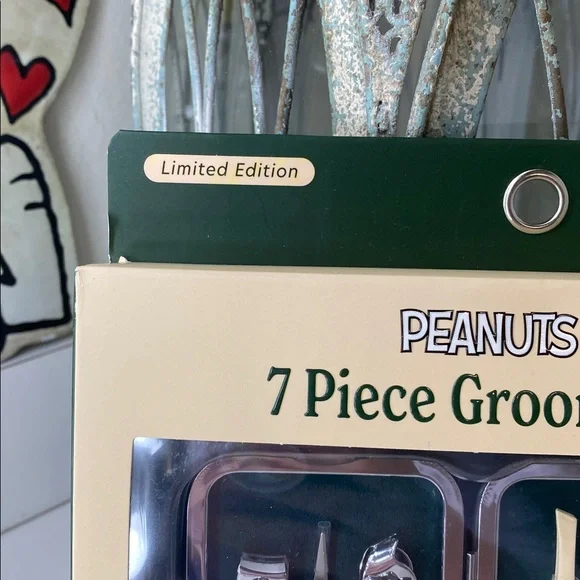 Limited Edition
PEANUTS
7 Piece Groo